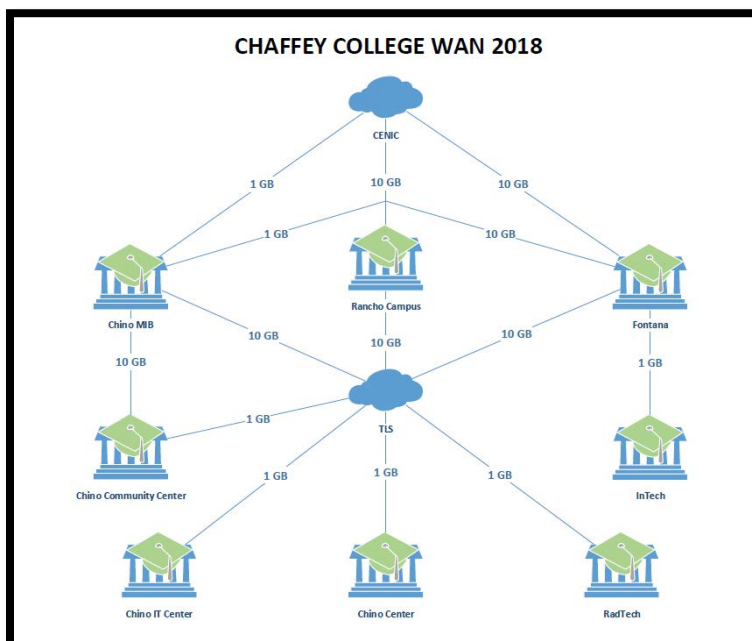 CHAFFEY COLLEGE WAN 2018
CENIC
1 GB
10 GB
10 GB
1 GB
10 GB
Chino MIB
Rancho Campus
Fontana
10 GB
10 GB
10 GB
10 GB
1 GB
TLS
1 GB
Chino Community Center
InTech
1 GB
1 GB
1 GB
Chino IT Center
Chino Center
RadTech